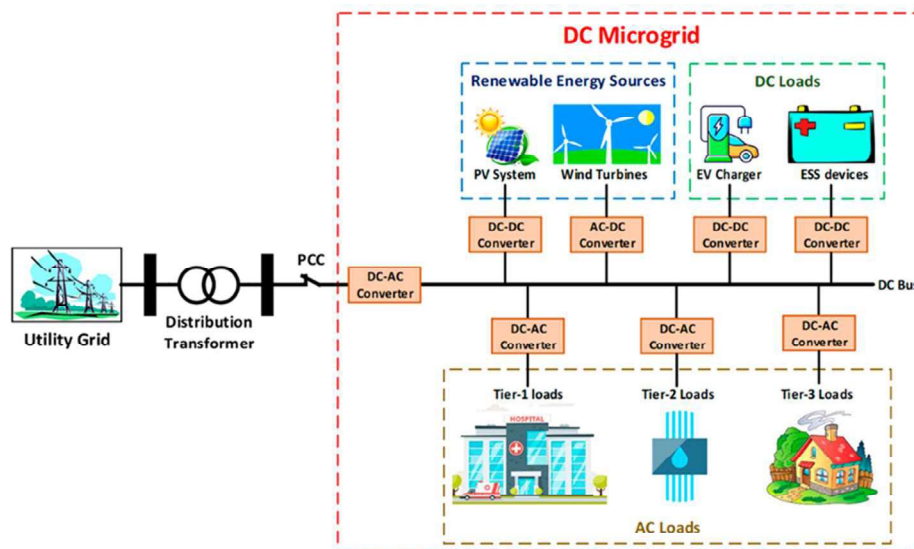 DC Microgrid
Renewable Energy Sources
DC Loads
PV System
Wind Turbines
EV Charger
ESS devices
DC-DC
Converter
AC-DC
Converter
DC-DC
Converter
DC-DC
Converter
PCC
DC-AC
Converter
DC Bus
Utility Grid
Distribution
Transformer
DC-AC
Converter
DC-AC
Converter
DC-AC
Converter
Tier-1 loads
Tier-2 Loads
Tier-3 Loads
HOSPITAL
AC Loads